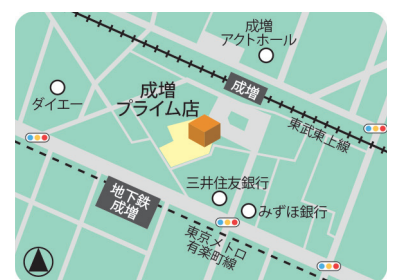 成増
アクトホール
成増
ダイエー
成増
プライム店
東武東上線
三井住友銀行
地下鉄
成増
みずほ銀行
東京メトロ
有楽町線